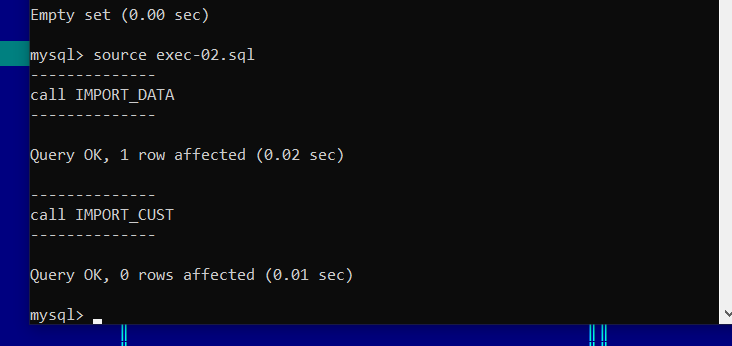 Empty set (0.00 sec)
mysql> source exec-02.sql
--------------
call IMPORT_DATA
--------------
Query OK, 1 row affected (0.02 sec)
--------------
call IMPORT_CUST
--------------
Query OK, 0 rows affected (0.01 sec)
mysql>